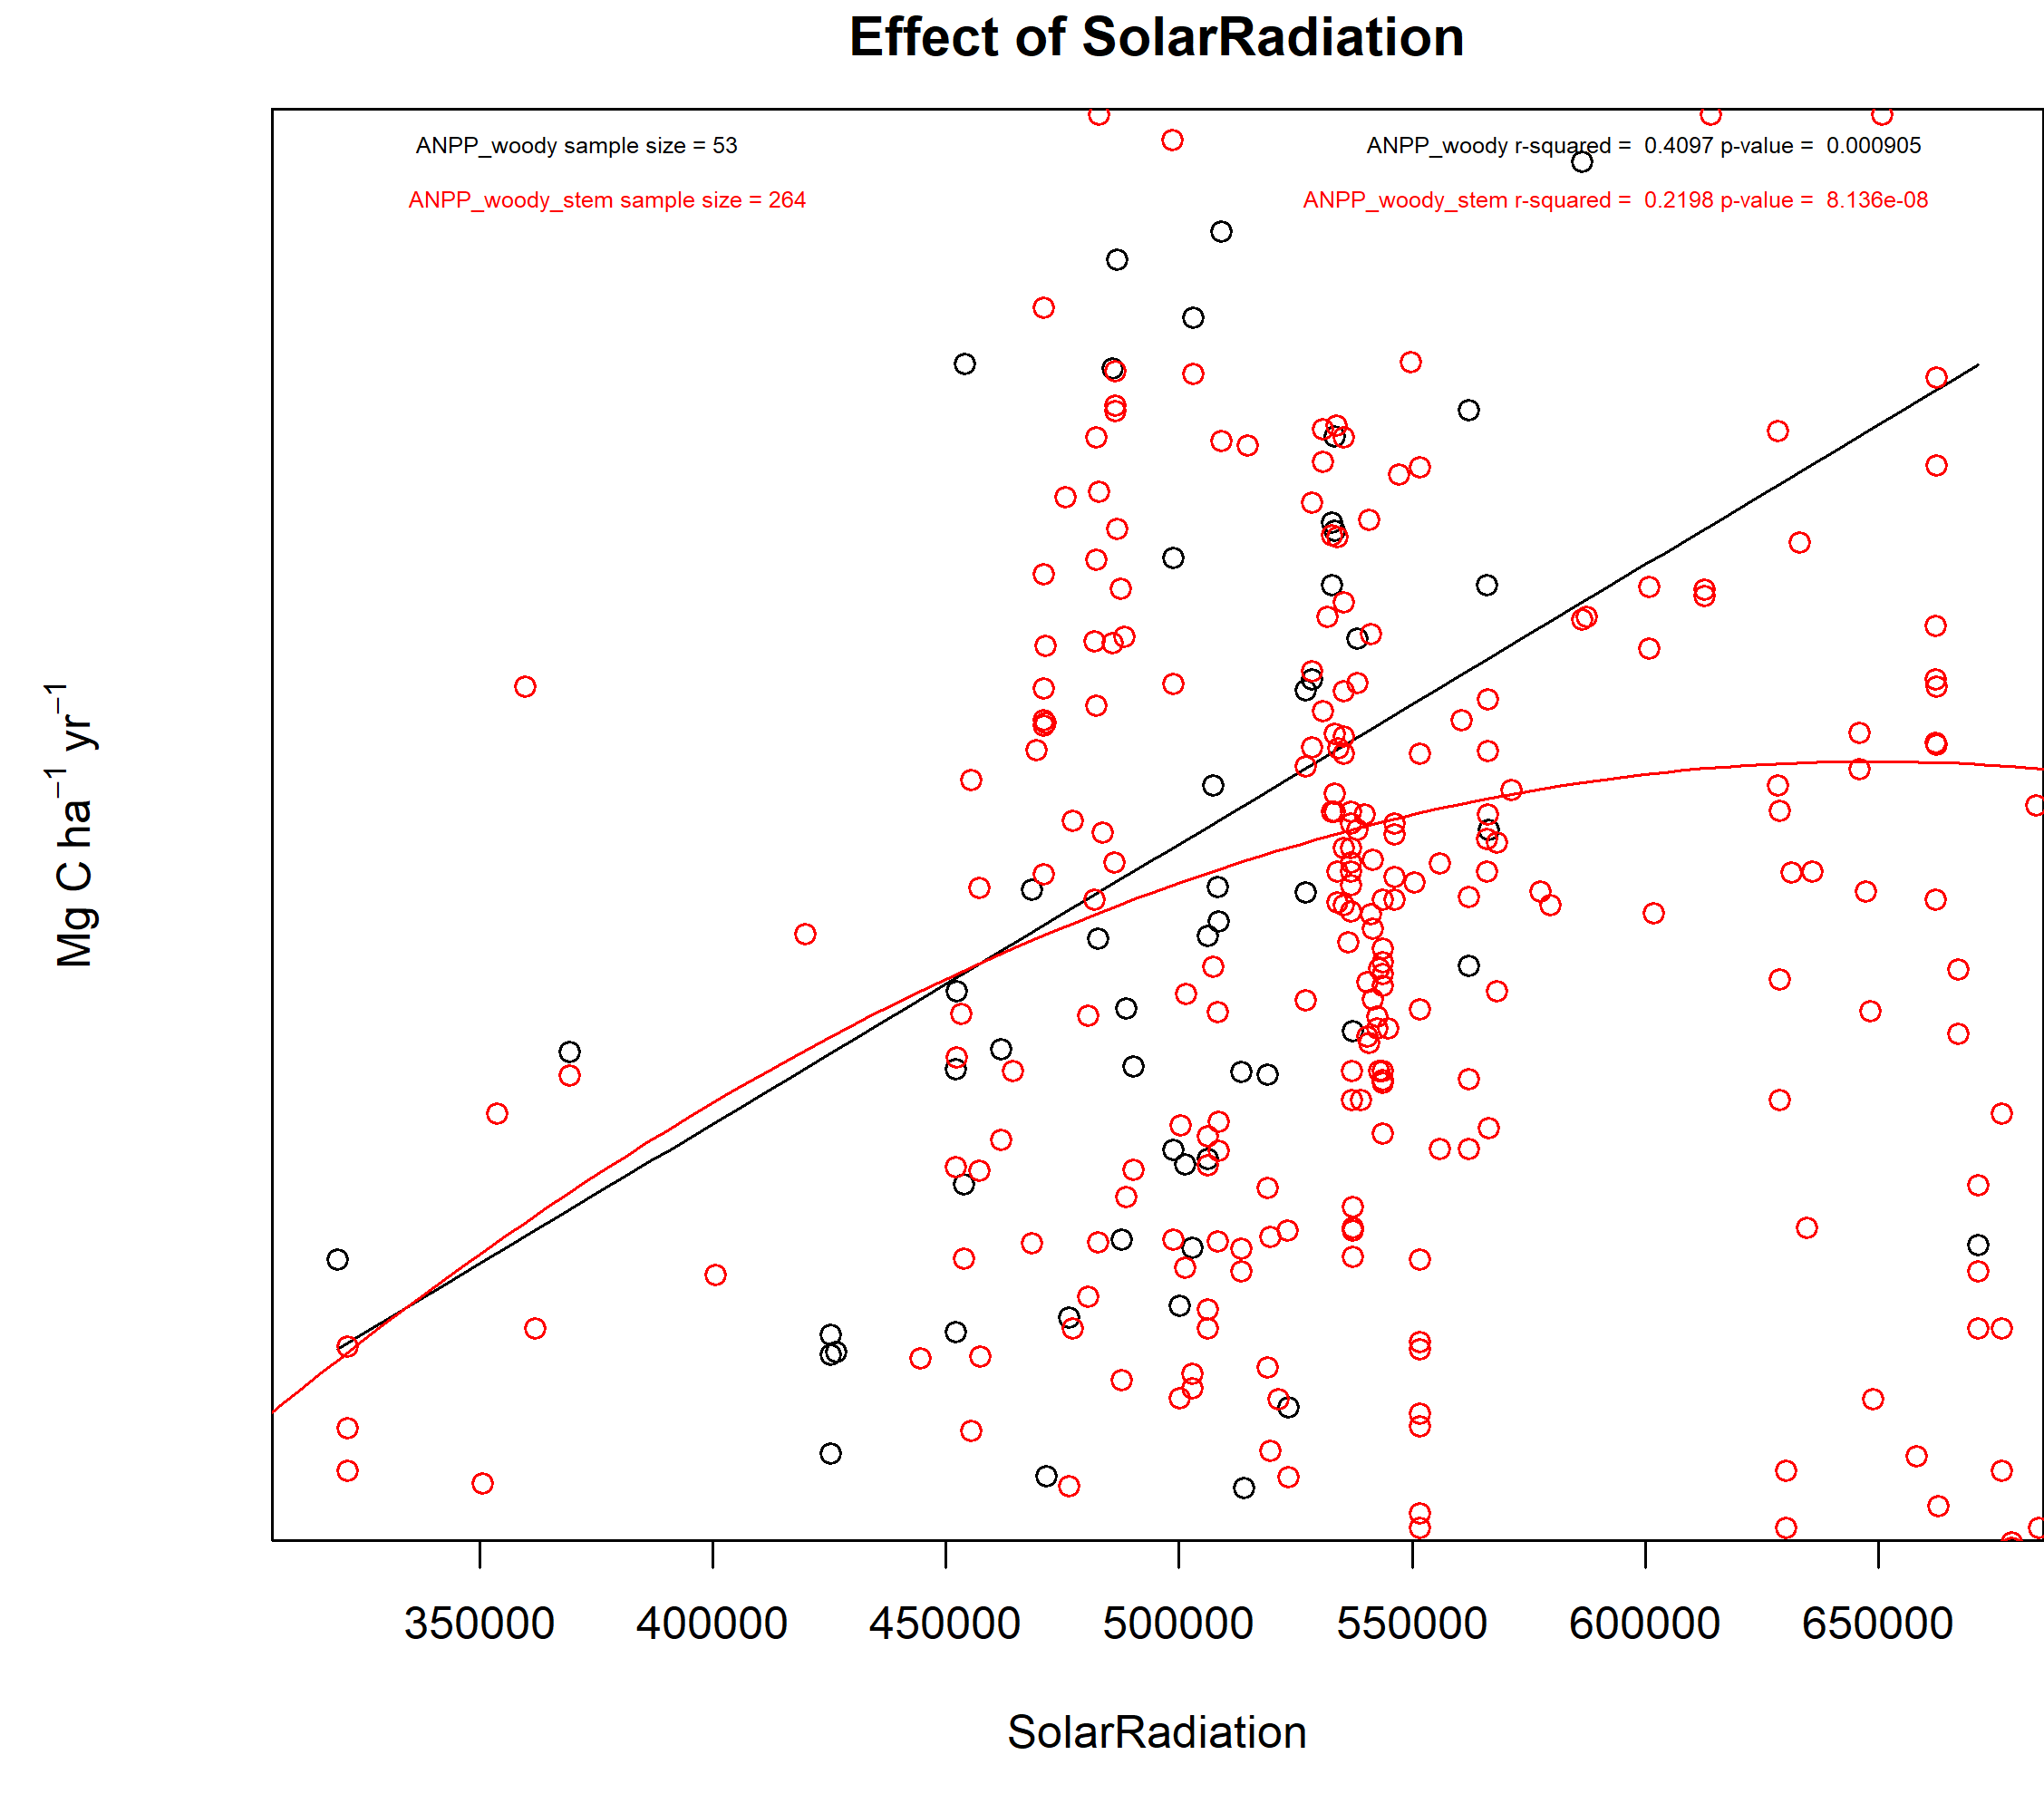 Effect of SolarRadiation
ANPP_woody sample size = 53
ANPP_woody r-squared = 0.4097 p-value = 0.000905
ANPP_woody_stem sample size = 264
ANPP_woody_stem r-squared = 0.2198 p-value = 8.136e-08
Mg C ha⁻¹ yr⁻¹
350000 400000 450000 500000 550000 600000 650000
SolarRadiation